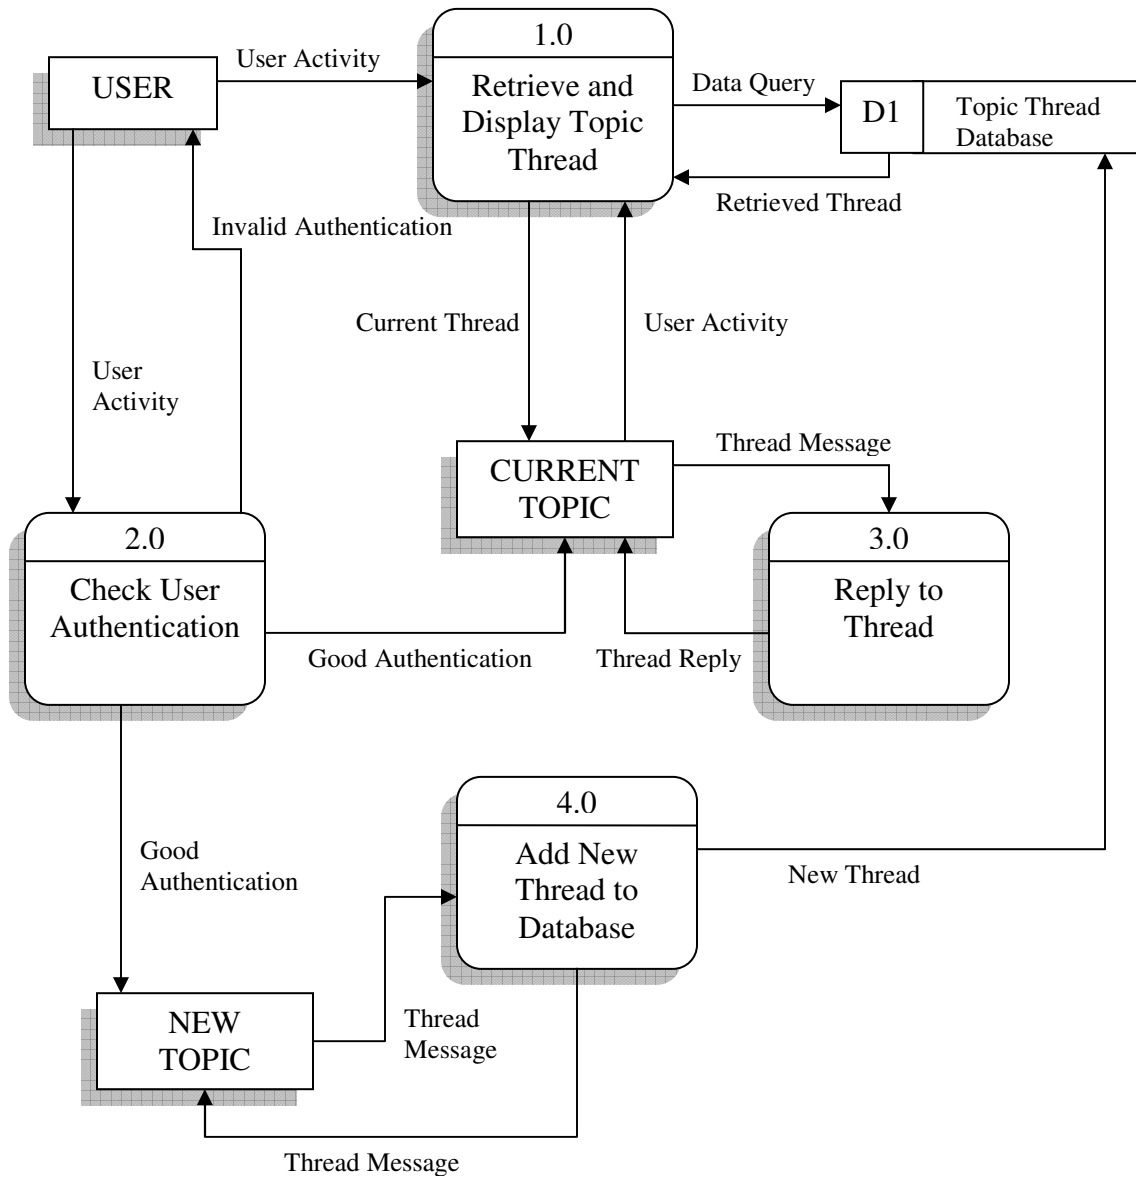 1.0
User Activity
USER
Retrieve and
Display Topic
Thread
Data Query
D1
Topic Thread
Database
Retrieved Thread
Invalid Authentication
Current Thread
User Activity
User
Activity
Thread Message
CURRENT
TOPIC
2.0
Check User
Authentication
3.0
Reply to
Thread
Good Authentication
Thread Reply
4.0
Add New
Thread to
Database
Good
Authentication
New Thread
NEW
TOPIC
Thread
Message
Thread Message